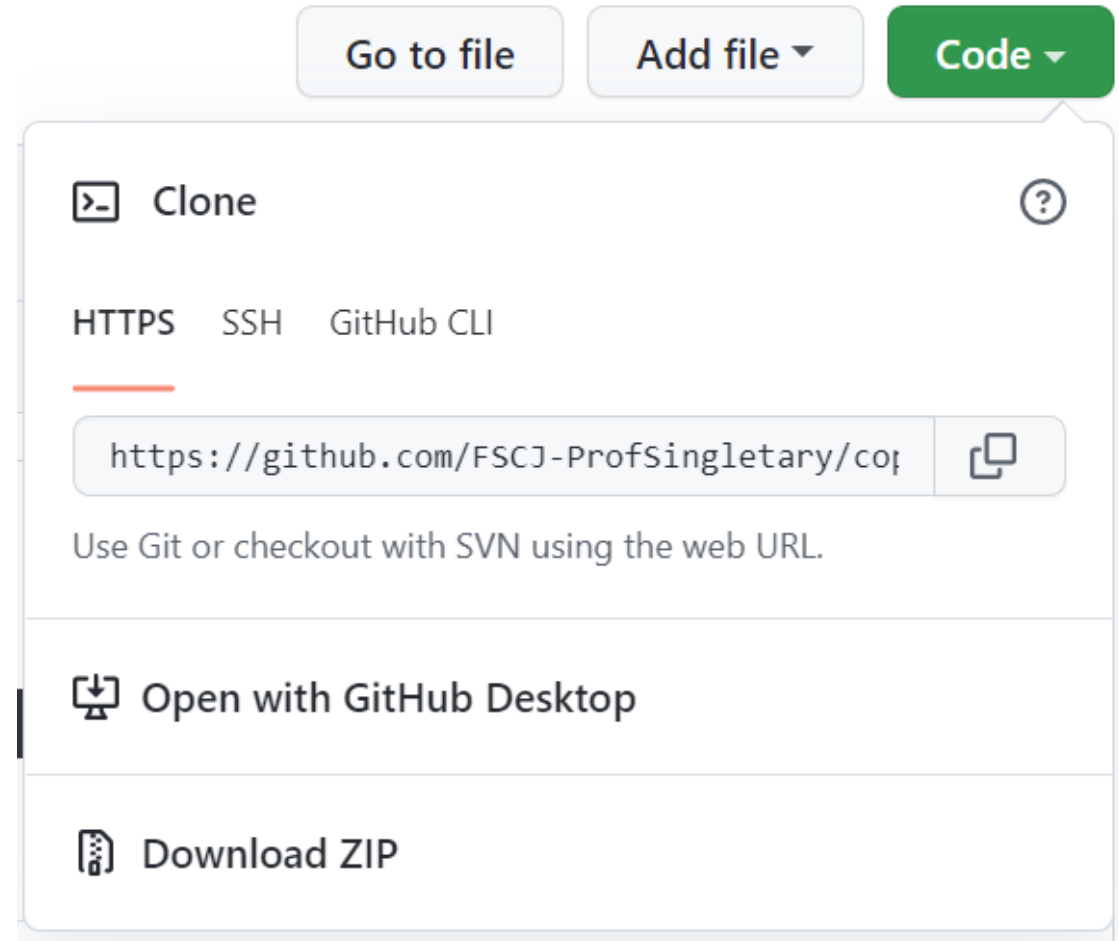 Go to file Add file Code
Clone
HTTPS SSH GitHub CLI
https://github.com/FSCJ-ProfSingletary/co
Use Git or checkout with SVN using the web URL.
Open with GitHub Desktop
Download ZIP